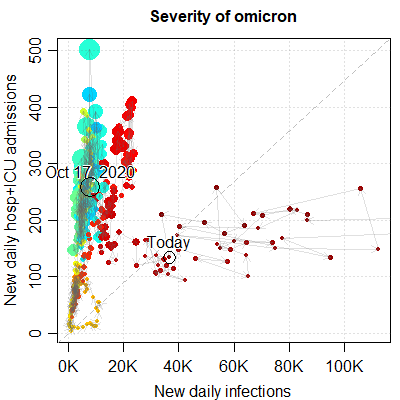 Severity of omicron
New daily hosp+ICU admissions
500
400
300
200
100
0
Oct 17, 2020
Today
0K 20K 40K 60K 80K 100K
New daily infections